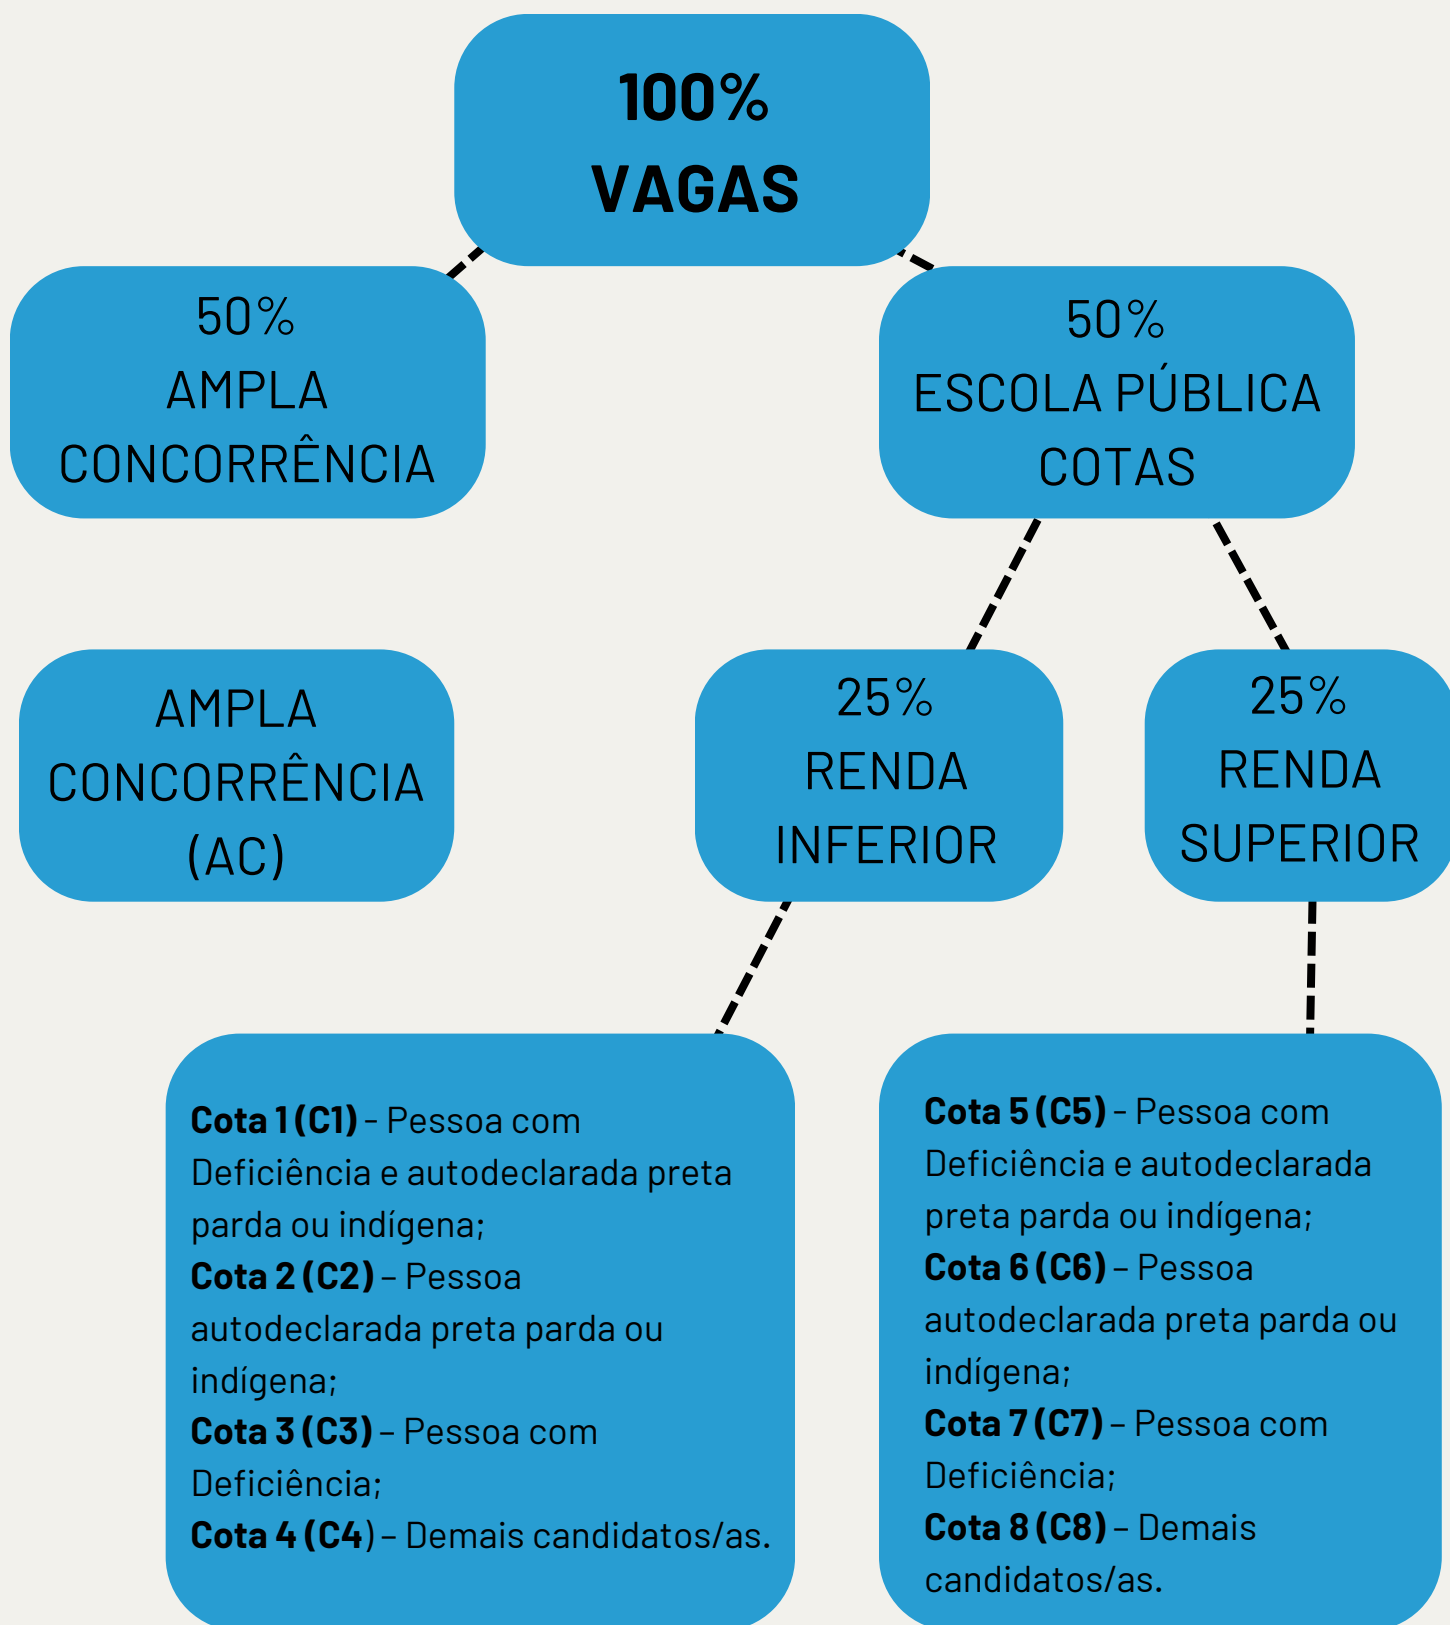 100%
VAGAS
50%
AMPLA
CONCORRÊNCIA
50%
ESCOLA PÚBLICA
COTAS
AMPLA
CONCORRÊNCIA
(AC)
25%
RENDA
INFERIOR
25%
RENDA
SUPERIOR
Cota 1 (C1) - Pessoa com
Deficiência e autodeclarada preta
parda ou indígena;
Cota 2 (C2) – Pessoa
autodeclarada preta parda ou
indígena;
Cota 3 (C3) – Pessoa com
Deficiência;
Cota 4 (C4) – Demais candidatos/as.
Cota 5 (C5) - Pessoa com
Deficiência e autodeclarada
preta parda ou indígena;
Cota 6 (C6) – Pessoa
autodeclarada preta parda ou
indígena;
Cota 7 (C7) – Pessoa com
Deficiência;
Cota 8 (C8) – Demais
candidatos/as.